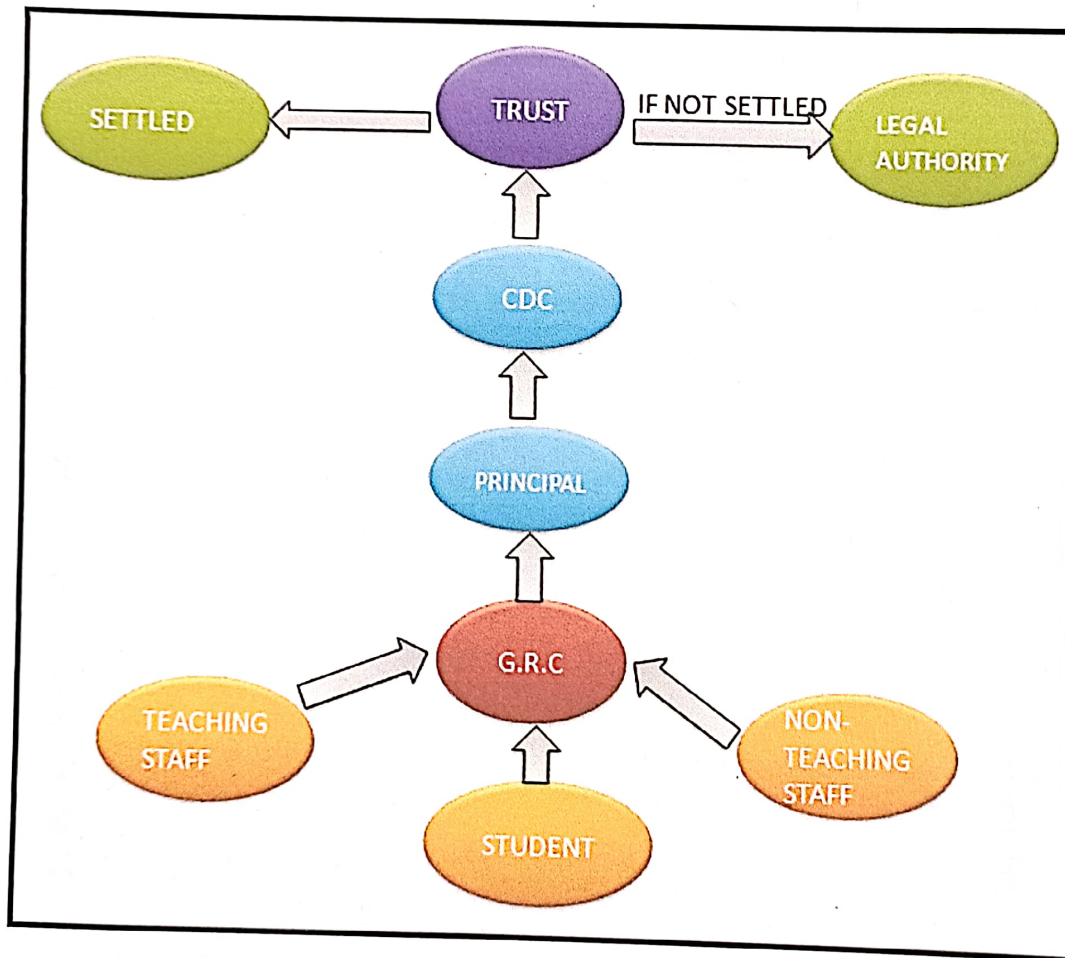 SETTLED
TRUST
IF NOT SETTLED
LEGAL
AUTHORITY
CDC
PRINCIPAL
G.R.C
TEACHING
STAFF
NON-
TEACHING
STAFF
STUDENT